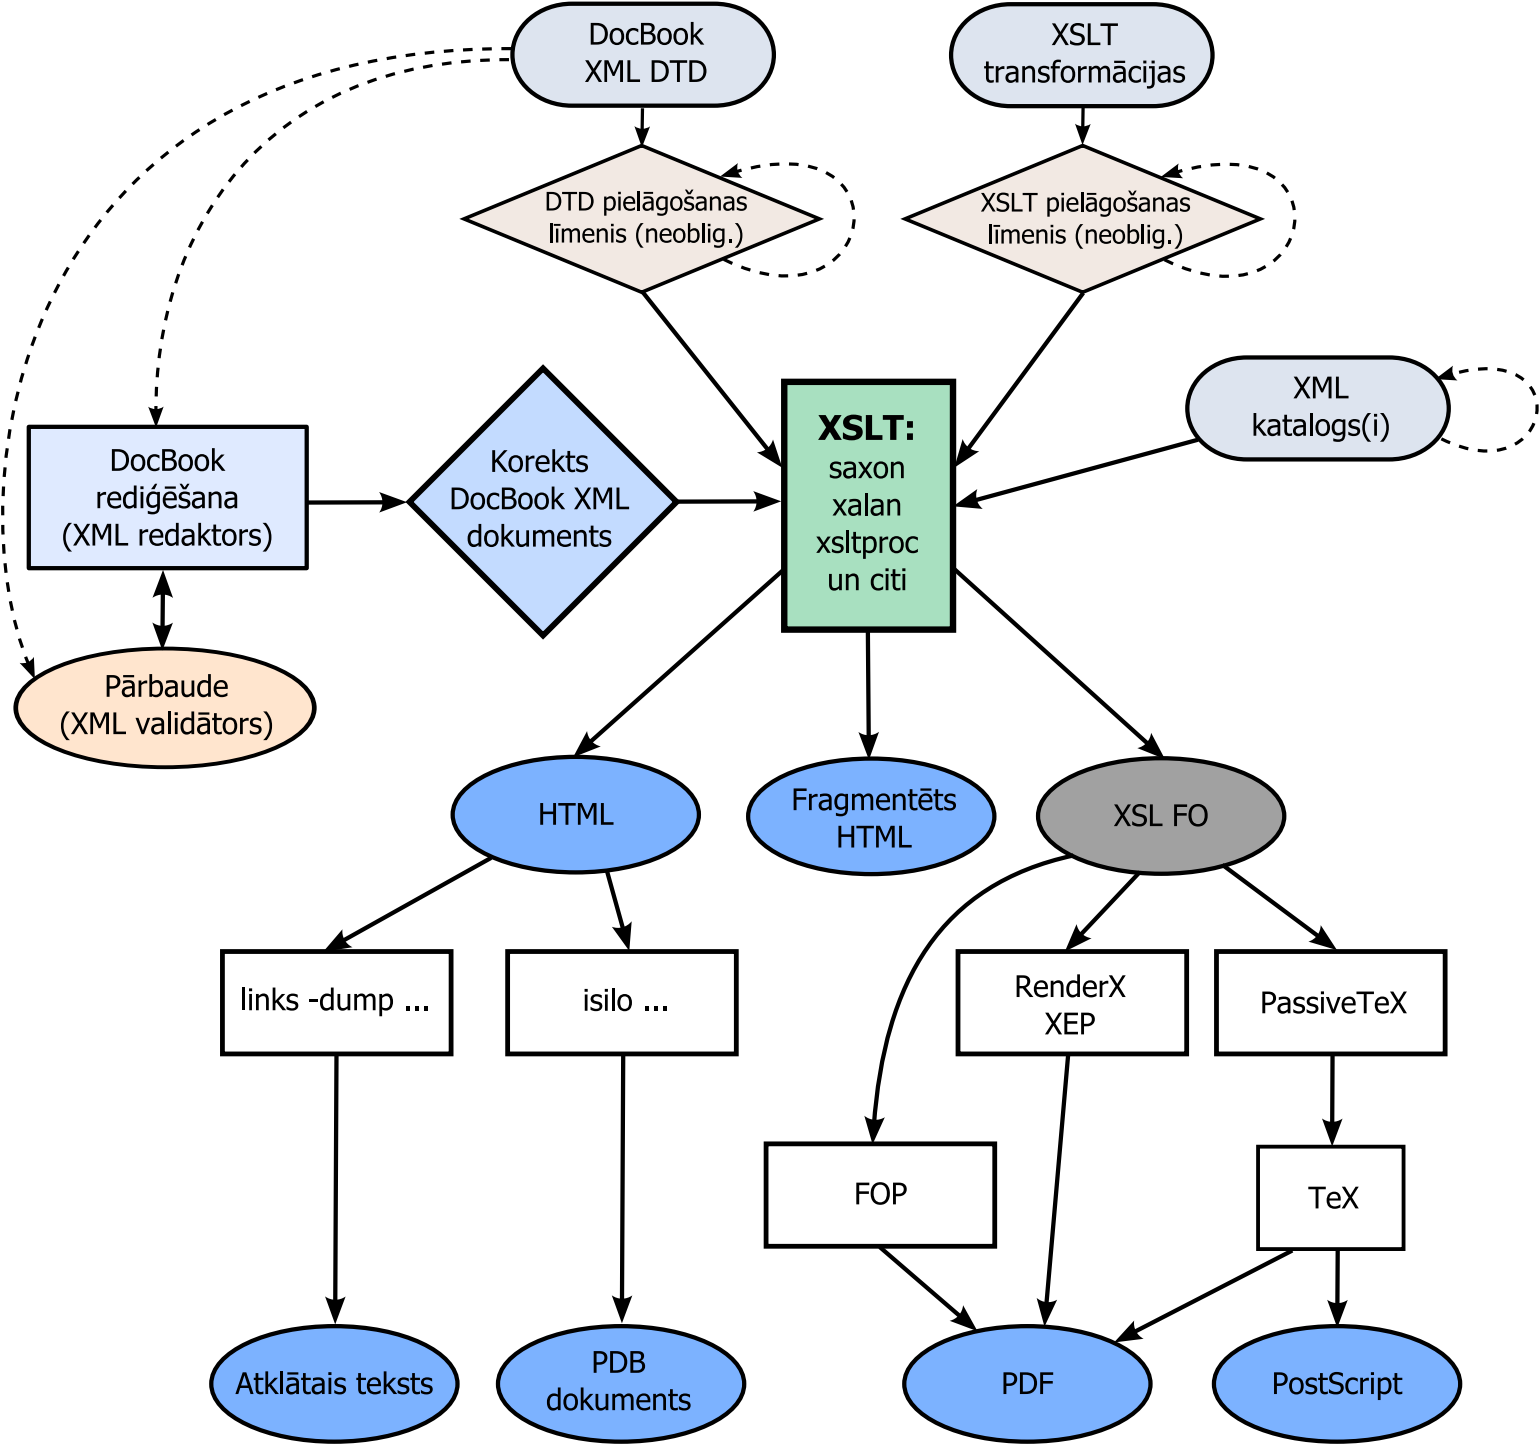 DocBook
XML DTD
XSLT
transformācijas
DTD pielāgošanas
līmenis (neoblig.)
XSLT pielāgošanas
līmenis (neoblig.)
XML
katalogs(i)
DocBook
rediģēšana
(XML redaktors)
Korekts
DocBook XML
dokuments
XSLT:
saxon
xalan
xsltproc
un citi
Pārbaude
(XML validātors)
HTML
Fragmentēts
HTML
XSL FO
links -dump ...
isilo ...
RenderX
XEP
PassiveTeX
FOP
TeX
Atklātais teksts
PDB
dokuments
PDF
PostScript